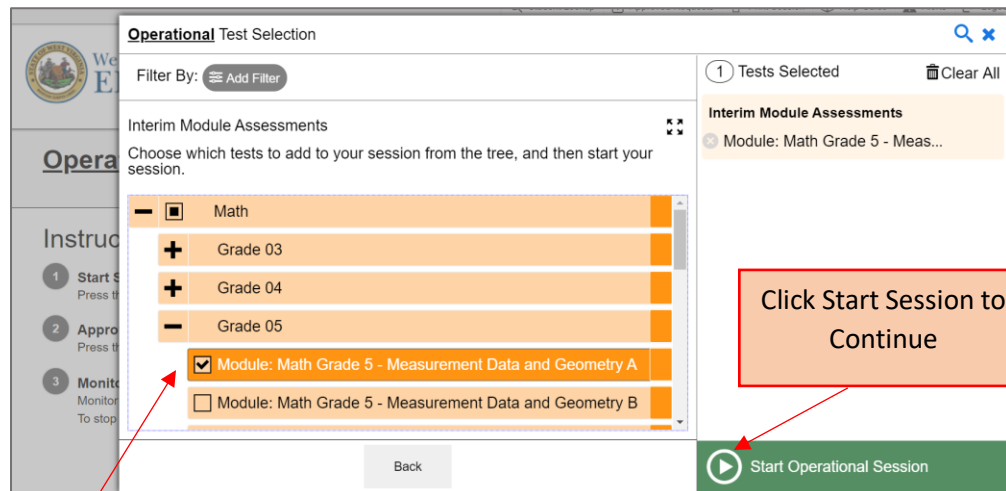 Operational Test Selection
Filter By: Add Filter
1 Tests Selected
Clear All
Interim Module Assessments
Module: Math Grade 5 - Meas...
Interim Module Assessments
Choose which tests to add to your session from the tree, and then start your
session.
Math
Grade 03
Grade 04
Grade 05
Module: Math Grade 5 - Measurement Data and Geometry A
Module: Math Grade 5 - Measurement Data and Geometry B
Back
Start Operational Session
Click Start Session to
Continue
We
El
Opera
Instruc
1 Start S
Press th
2 Appro
Press th
3 Monito
Monitor
To stop